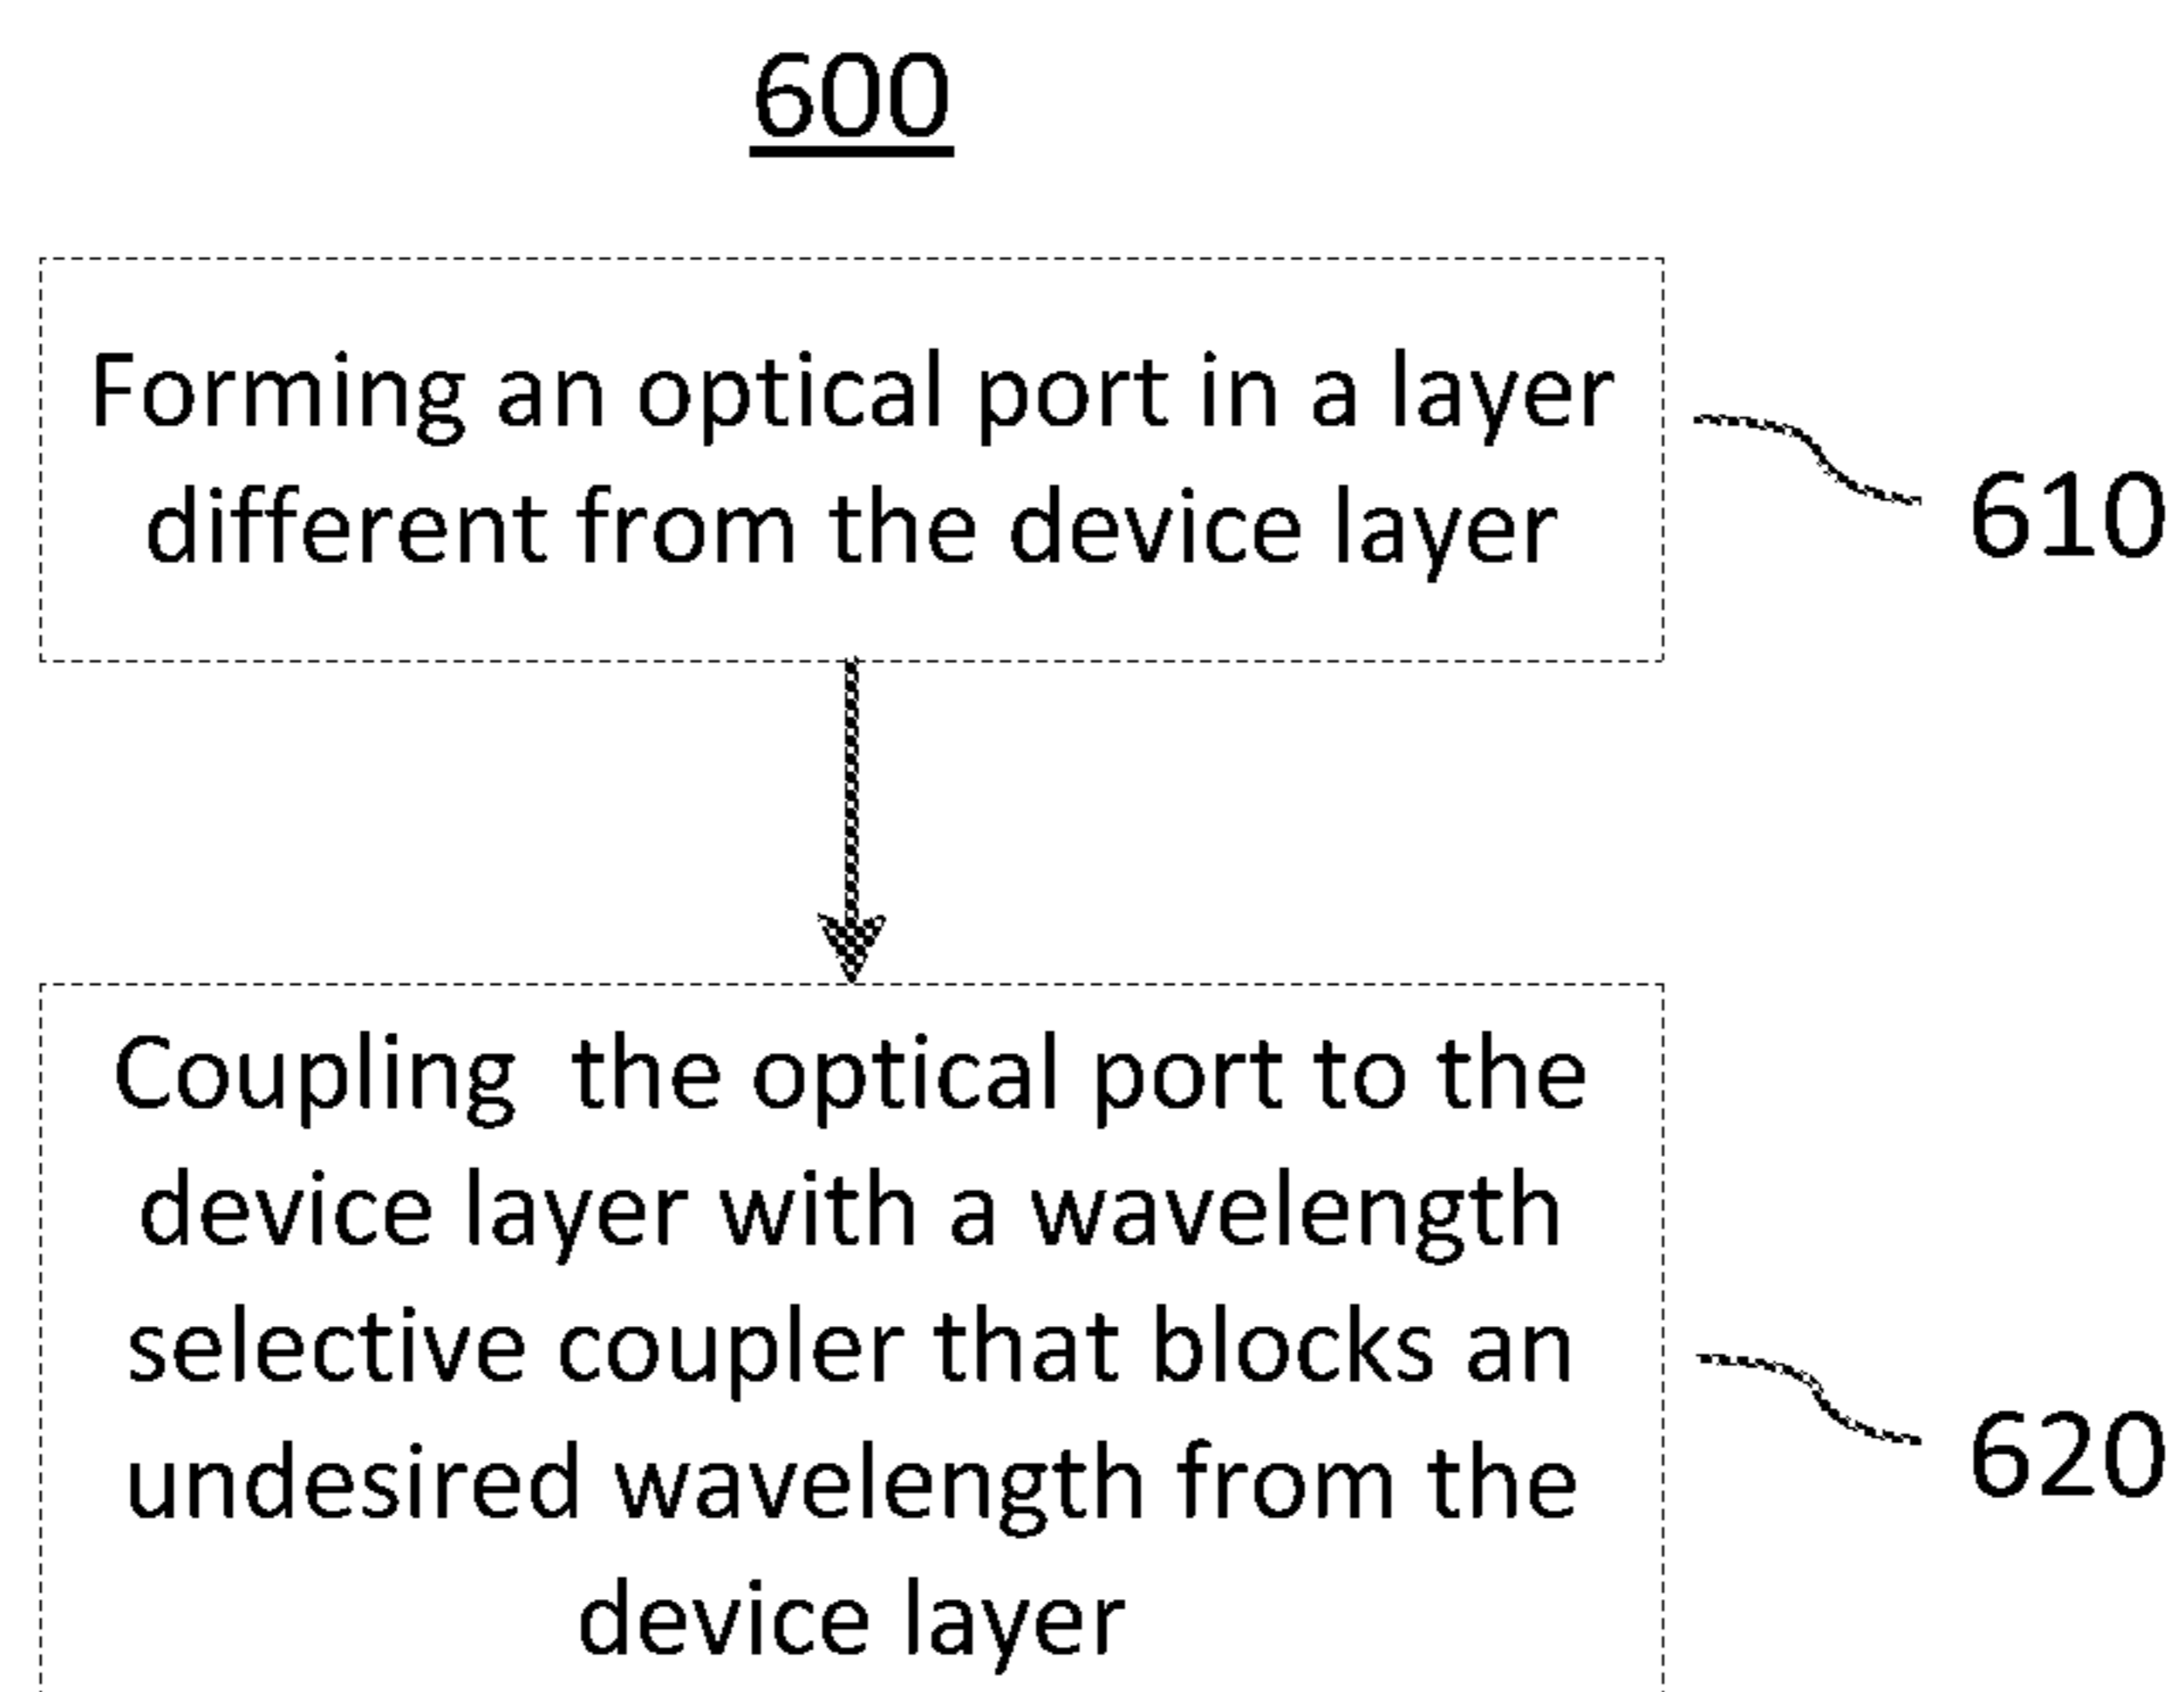 600
Forming an optical port in a layer
different from the device layer
610
Coupling the optical port to the
device layer with a wavelength
selective coupler that blocks an
undesired wavelength from the
device layer
620